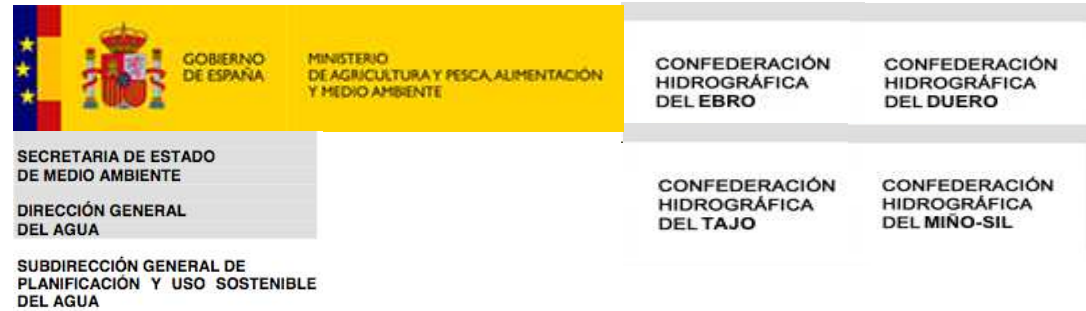 GOBIERNO
DE ESPAÑA
MINISTERIO
DE AGRICULTURA Y PESCA, ALIMENTACIÓN
Y MEDIO AMBIENTE
CONFEDERACIÓN
HIDROGRÁFICA
DEL EBRO
CONFEDERACIÓN
HIDROGRÁFICA
DEL DUERO
SECRETARIA DE ESTADO
DE MEDIO AMBIENTE
DIRECCIÓN GENERAL
DEL AGUA
SUBDIRECCIÓN GENERAL DE
PLANIFICACIÓN Y USO SOSTENIBLE
DEL AGUA
CONFEDERACIÓN
HIDROGRÁFICA
DEL TAJO
CONFEDERACIÓN
HIDROGRÁFICA
DEL MIÑO-SIL